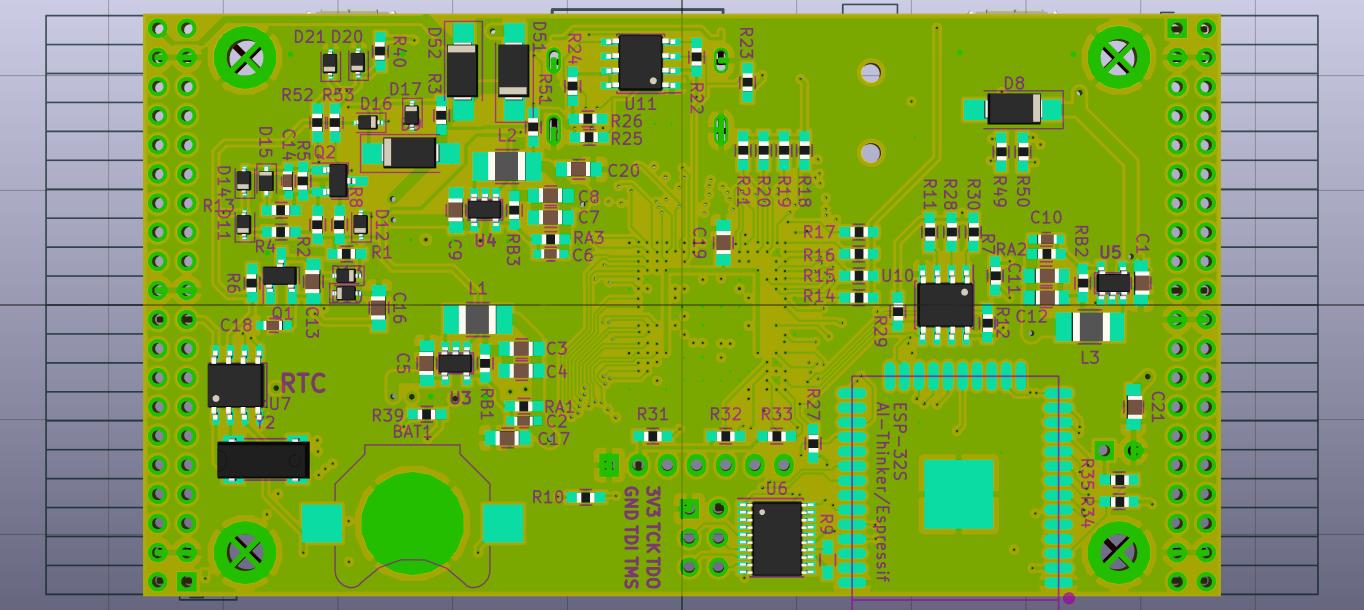 D21 D20
R40
D52
D51
R24
R23
R3
D17
R52 R53
D16
R51
U11
R22
D8
R26
R25
L2
C20
D15
C14
R5
Q2
D14
R13
D11
R8
D12
R4
R2
R1
R6
Q1
C13
C16
C18
C9
U4
RB3
C8
C7
RA3
C6
C19
R21
R20
R19
R18
R17
R16
R15
R14
R11
R28
R30
R49
R50
R7
RA2
C10
RB2
U5
C1
U10
C11
C12
R12
R29
L3
L1
C5
U3
RB1
C3
C4
RA1
C2
C17
RTC
U7
Y2
R39
BAT1
R31
R32
R33
R27
C21
R35
R34
ESP-32S
AI-Thinker/Espressif
R10
U6
R9
3V3 TCK TDO
GND TDI TMS